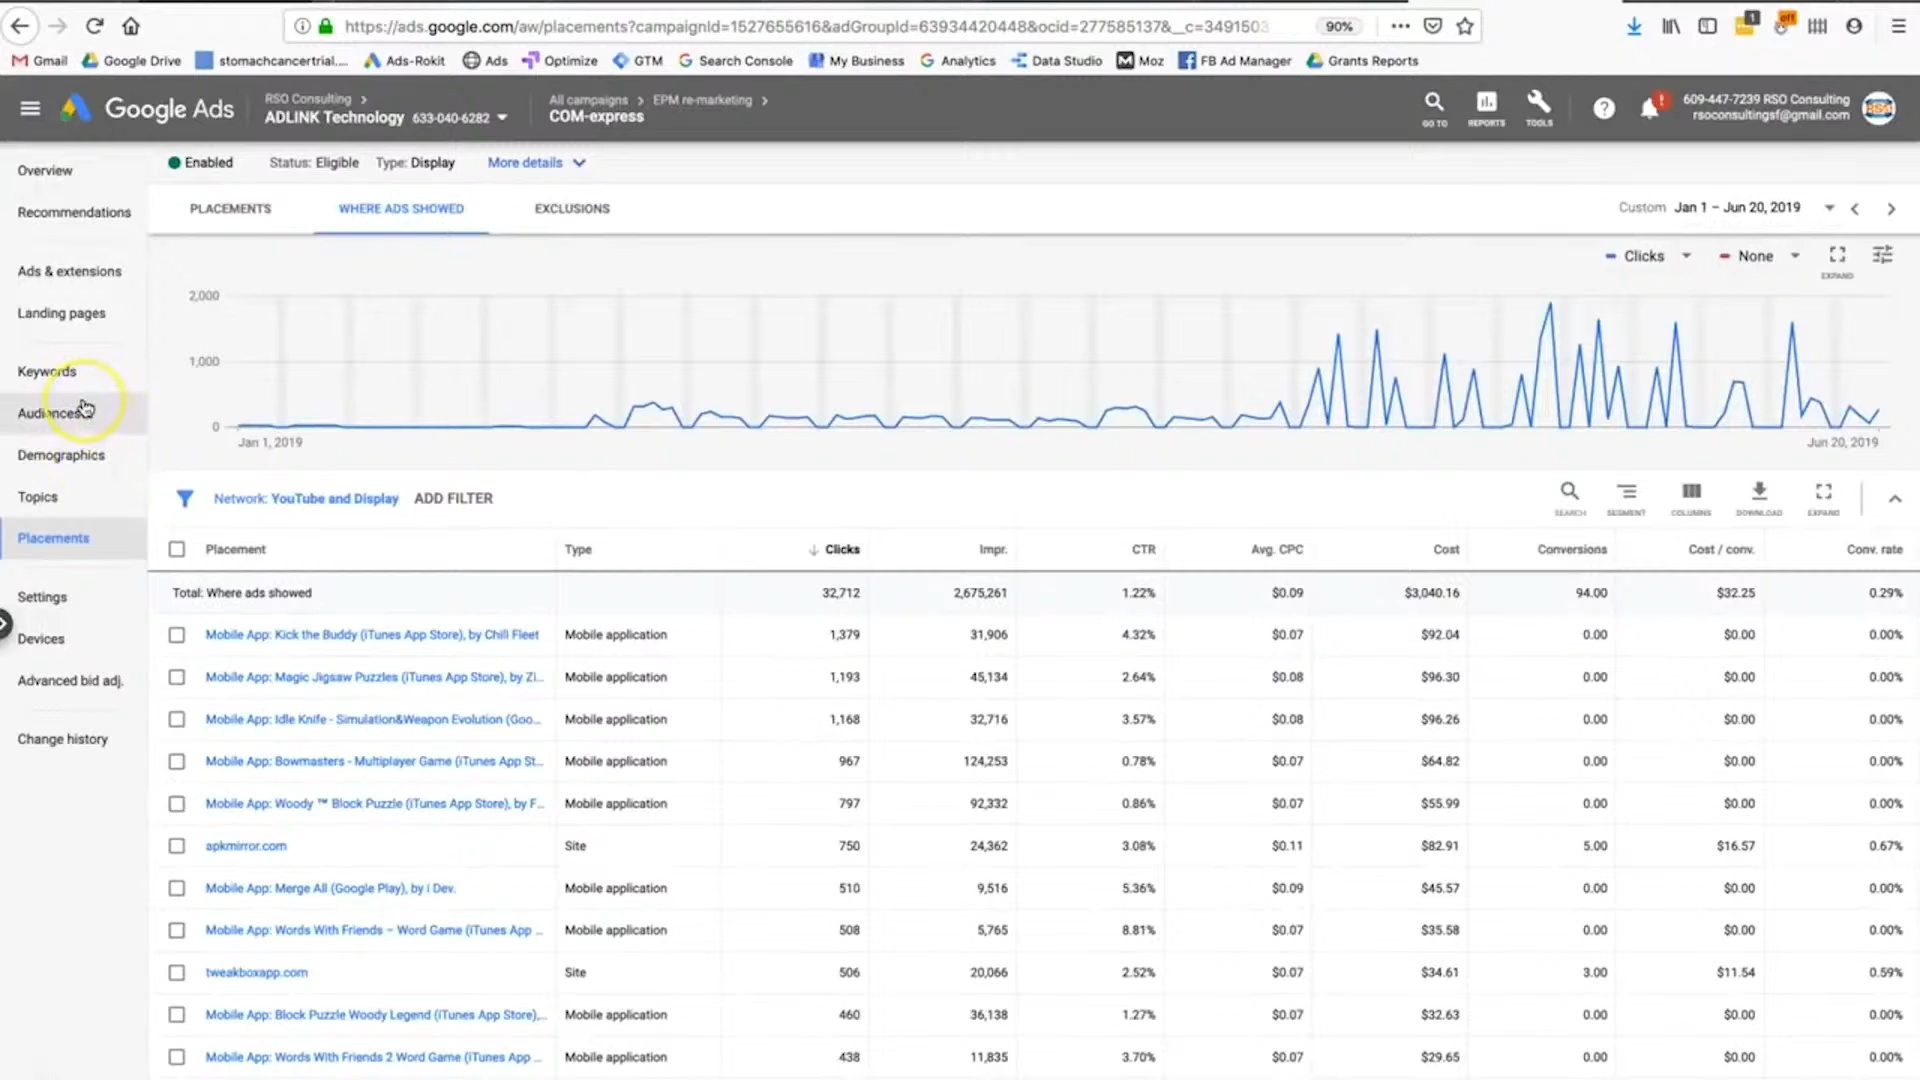 https://ads.google.com/aw/placements?campaignId=1527655616&adGroupId=63934420448&ocid=277585137&__c=3491503
90%
1
off
Gmail Google Drive stomachcancertrial.... Ads-Rokit Ads Optimize GTM Search Console My Business Analytics Data Studio Moz FB Ad Manager Grants Reports
Google Ads
RSO Consulting >
ADLINK Technology 633-040-6282
All campaigns > EPM re-marketing >
COM-express
GO TO
REPORTS
TOOLS
?
!
609-447-7239 RSO Consulting
rsoconsultingsf@gmail.com
RSO
Overview
Recommendations
Ads & extensions
Landing pages
Keywords
Audiences
Demographics
Topics
Placements
Settings
Devices
Advanced bid adj.
Change history
Enabled Status: Eligible Type: Display More details
PLACEMENTS WHERE ADS SHOWED EXCLUSIONS
Custom Jan 1 – Jun 20, 2019
Clicks None
EXPAND
2,000
1,000
0
Jan 1, 2019 Jun 20, 2019
Network: YouTube and Display ADD FILTER
SEARCH SEGMENT COLUMNS DOWNLOAD EXPAND
Placement Type Clicks Impr. CTR Avg. CPC Cost Conversions Cost / conv. Conv. rate
Total: Where ads showed 32,712 2,675,261 1.22% $0.09 $3,040.16 94.00 $32.25 0.29%
Mobile App: Kick the Buddy (iTunes App Store), by Chill Fleet Mobile application 1,379 31,906 4.32% $0.07 $92.04 0.00 $0.00 0.00%
Mobile App: Magic Jigsaw Puzzles (iTunes App Store), by Zi... Mobile application 1,193 45,134 2.64% $0.08 $96.30 0.00 $0.00 0.00%
Mobile App: Idle Knife - Simulation&Weapon Evolution (Goo... Mobile application 1,168 32,716 3.57% $0.08 $96.26 0.00 $0.00 0.00%
Mobile App: Bowmasters - Multiplayer Game (iTunes App St... Mobile application 967 124,253 0.78% $0.07 $64.82 0.00 $0.00 0.00%
Mobile App: Woody ™ Block Puzzle (iTunes App Store), by F... Mobile application 797 92,332 0.86% $0.07 $55.99 0.00 $0.00 0.00%
apkmirror.com Site 750 24,362 3.08% $0.11 $82.91 5.00 $16.57 0.67%
Mobile App: Merge All (Google Play), by i Dev. Mobile application 510 9,516 5.36% $0.09 $45.57 0.00 $0.00 0.00%
Mobile App: Words With Friends – Word Game (iTunes App ... Mobile application 508 5,765 8.81% $0.07 $35.58 0.00 $0.00 0.00%
tweakboxapp.com Site 506 20,066 2.52% $0.07 $34.61 3.00 $11.54 0.59%
Mobile App: Block Puzzle Woody Legend (iTunes App Store),... Mobile application 460 36,138 1.27% $0.07 $32.63 0.00 $0.00 0.00%
Mobile App: Words With Friends 2 Word Game (iTunes App ... Mobile application 438 11,835 3.70% $0.07 $29.65 0.00 $0.00 0.00%